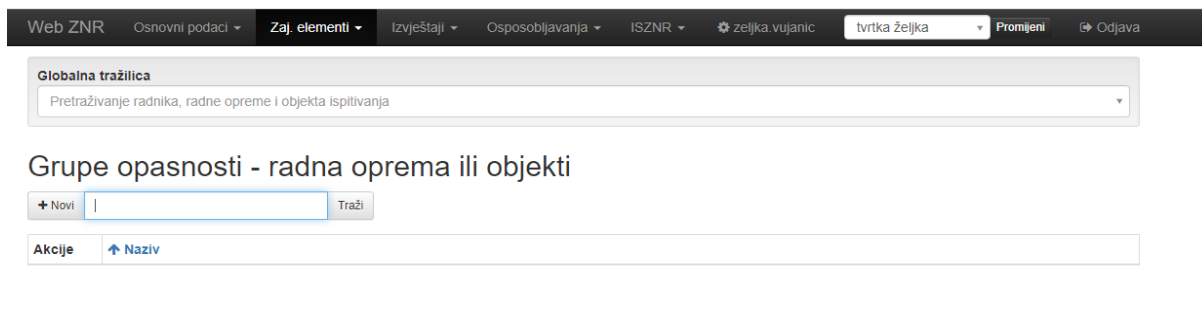 Web ZNR Osnovni podaci Zaj. elementi Izvještaji Osposobljavanja ISZNR zeljka.vujanic tvrtka željka Promijeni Odjava
Globalna tražilica
Pretraživanje radnika, radne opreme i objekta ispitivanja
Grupe opasnosti - radna oprema ili objekti
+ Novi Traži
Akcije Naziv